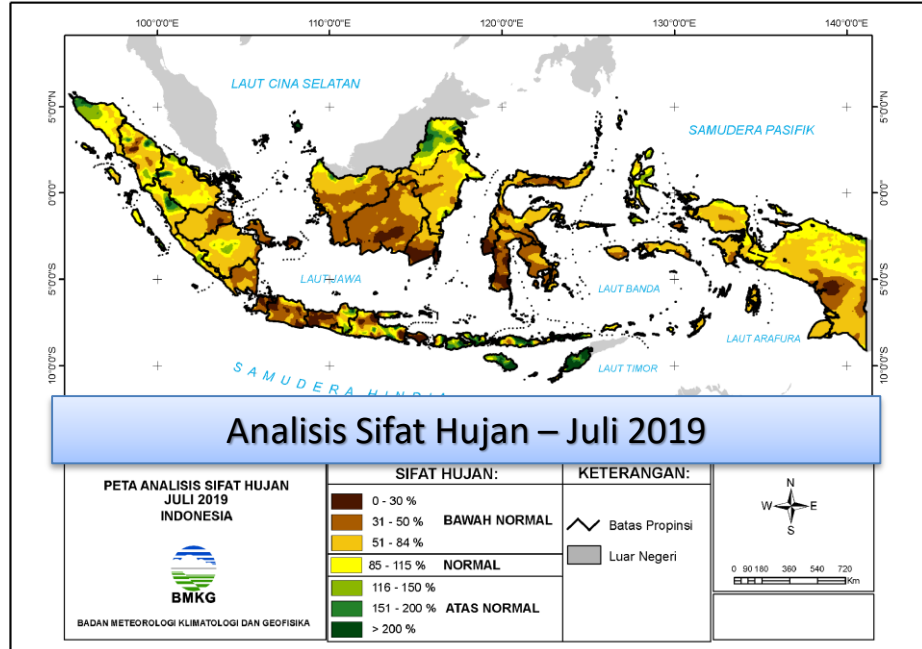 100°0'0"E 110°0'0"E 120°0'0"E 130°0'0"E 140°0'0"E
LAUT CINA SELATAN
SAMUDERA PASIFIK
5°0'0"N 5°0'0"N
0°0'0" 0°0'0"
5°0'0"S 5°0'0"S
10°0'0"S 10°0'0"S
LAUT JAWA
LAUT BANDA
LAUT ARAFURA
LAUT TIMOR
SAMUDERA HINDIA
Analisis Sifat Hujan – Juli 2019
PETA ANALISIS SIFAT HUJAN
JULI 2019
INDONESIA
BMKG
BADAN METEOROLOGI KLIMATOLOGI DAN GEOFISIKA
SIFAT HUJAN:
0 - 30 %
31 - 50 % BAWAH NORMAL
51 - 84 %
85 - 115 % NORMAL
116 - 150 %
151 - 200 % ATAS NORMAL
> 200 %
KETERANGAN:
Batas Propinsi
Luar Negeri
N
W E
S
0 90 180 360 540 720
Km